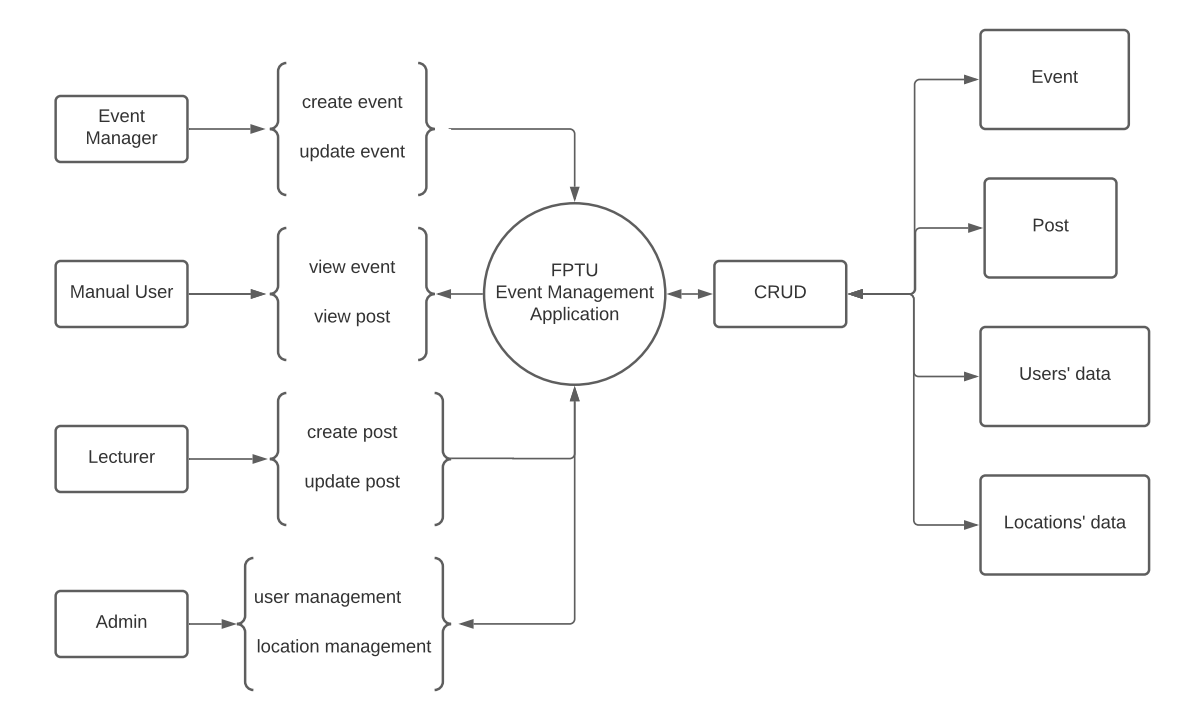 Event
Manager
create event
update event
Manual User
view event
view post
Lecturer
create post
update post
Admin
user management
location management
FPTU
Event Management
Application
CRUD
Event
Post
Users' data
Locations' data